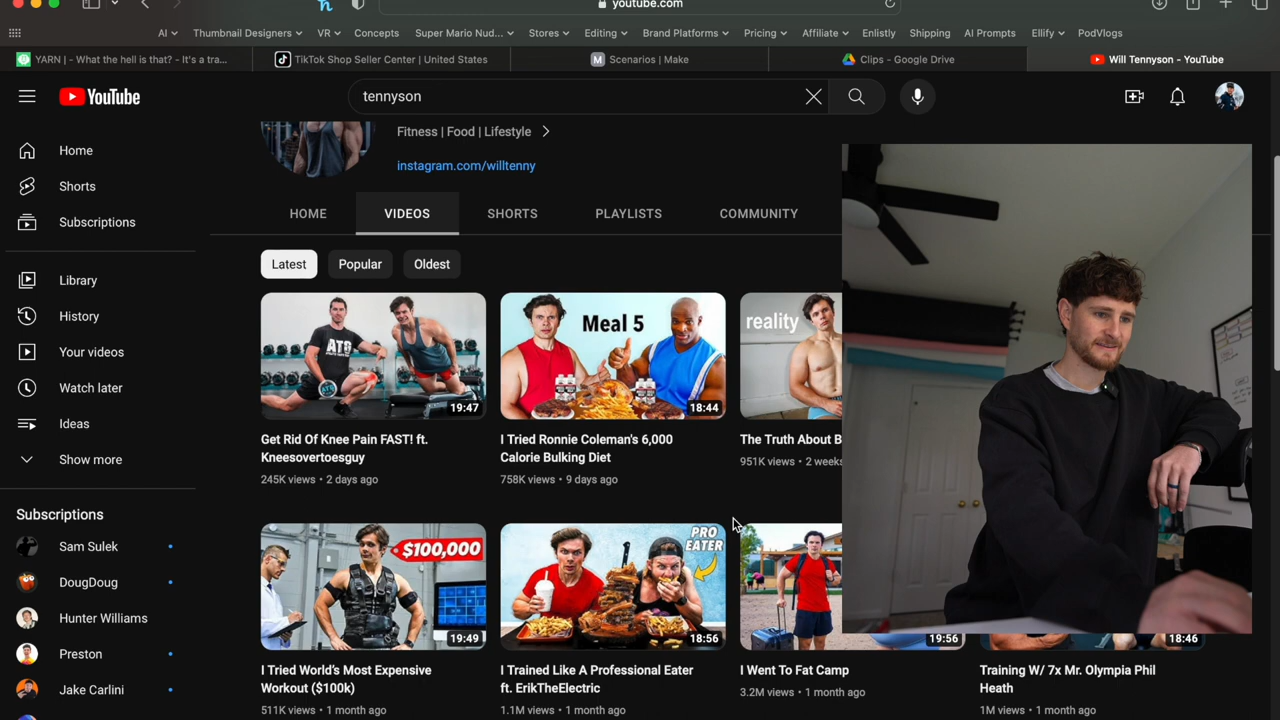 youtube.com
AI
Thumbnail Designers
VR
Concepts
Super Mario Nud...
Stores
Editing
Brand Platforms
Pricing
Affiliate
Enlistly
Shipping
AI Prompts
Ellify
PodVlogs
YARN | - What the hell is that? - It's a tra...
TikTok Shop Seller Center | United States
M
Scenarios | Make
Clips - Google Drive
Will Tennyson - YouTube
YouTube
tennyson
Fitness | Food | Lifestyle
instagram.com/willtenny
Home
Shorts
Subscriptions
Library
History
Your videos
Watch later
Ideas
Show more
Subscriptions
Sam Sulek
DougDoug
Hunter Williams
Preston
Jake Carlini
HOME
VIDEOS
SHORTS
PLAYLISTS
COMMUNITY
Latest
Popular
Oldest
ATG
19:47
Meal 5
18:44
reality
Get Rid Of Knee Pain FAST! ft.
Kneesovertoesguy
245K views • 2 days ago
I Tried Ronnie Coleman's 6,000
Calorie Bulking Diet
758K views • 9 days ago
The Truth About B
951K views • 2 weeks
$100,000
19:49
PRO
EATER
18:56
19:56
18:46
I Tried World's Most Expensive
Workout ($100k)
511K views • 1 month ago
I Trained Like A Professional Eater
ft. ErikTheElectric
1.1M views • 1 month ago
I Went To Fat Camp
3.2M views • 1 month ago
Training W/ 7x Mr. Olympia Phil
Heath
1M views • 1 month ago